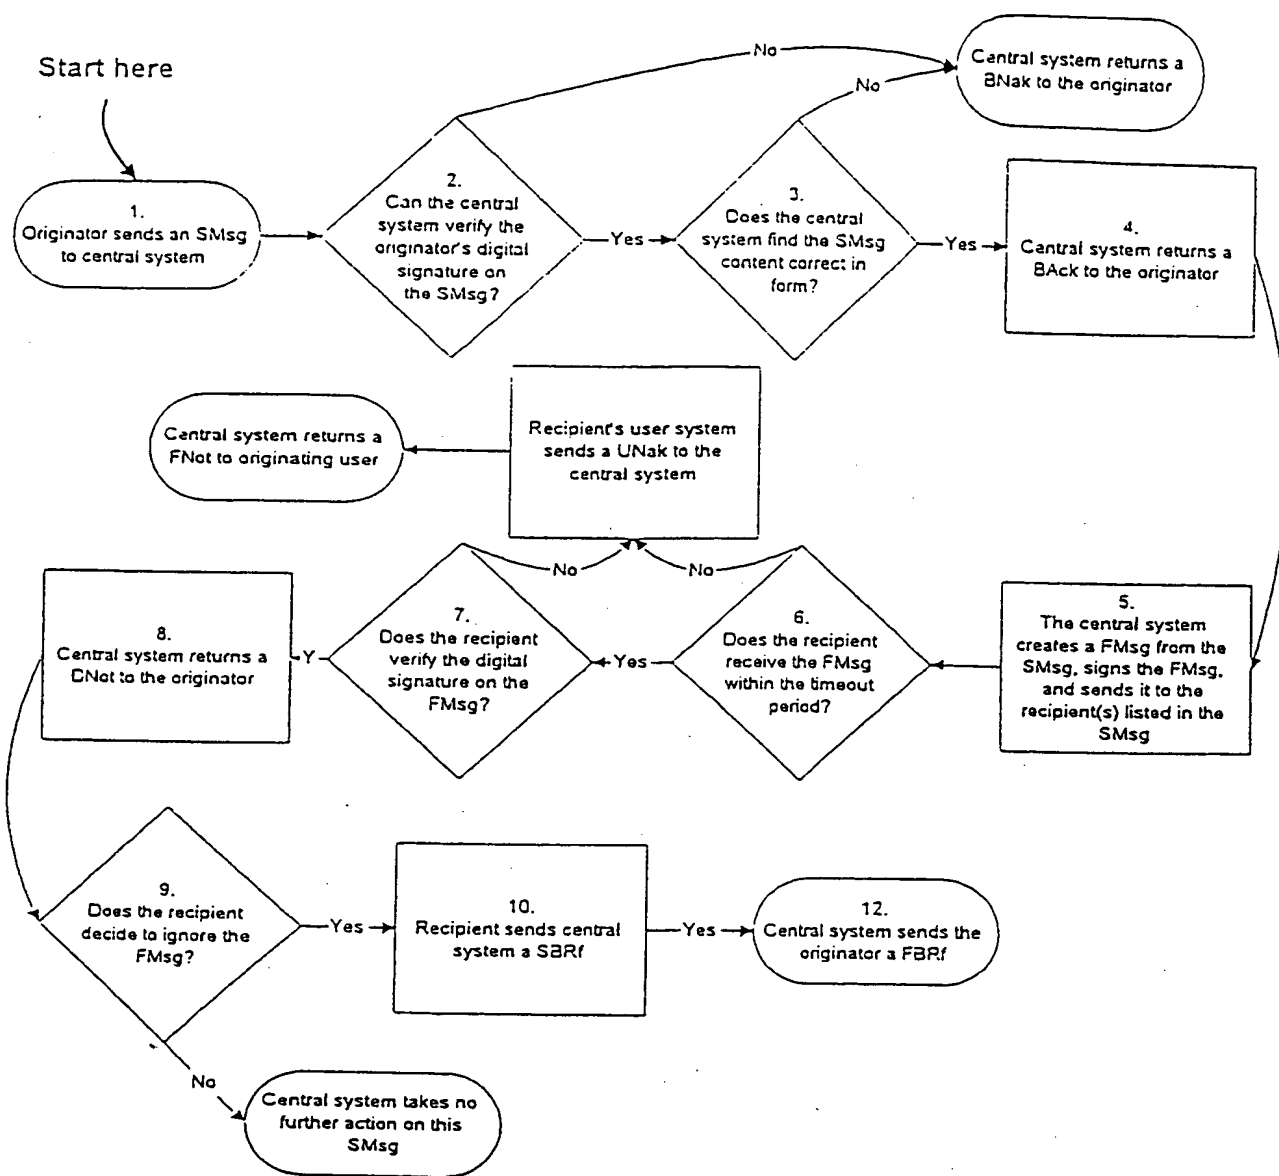 Start here
No
Central system returns a
BNak to the originator
No
1.
Originator sends an SMsg
to central system
2.
Can the central
system verify the
originator's digital
signature on
the SMsg?
Yes
3.
Does the central
system find the SMsg
content correct in
form?
Yes
4.
Central system returns a
BAck to the originator
Central system returns a
FNot to originating user
Recipient's user system
sends a UNak to the
central system
No
No
8.
Central system returns a
DNot to the originator
Y
7.
Does the recipient
verify the digital
signature on the
FMsg?
Yes
6.
Does the recipient
receive the FMsg
within the timeout
period?
5.
The central system
creates a FMsg from the
SMsg, signs the FMsg,
and sends it to the
recipient(s) listed in the
SMsg
9.
Does the recipient
decide to ignore the
FMsg?
Yes
10.
Recipient sends central
system a SBRf
Yes
12.
Central system sends the
originator a FBRf
No
Central system takes no
further action on this
SMsg